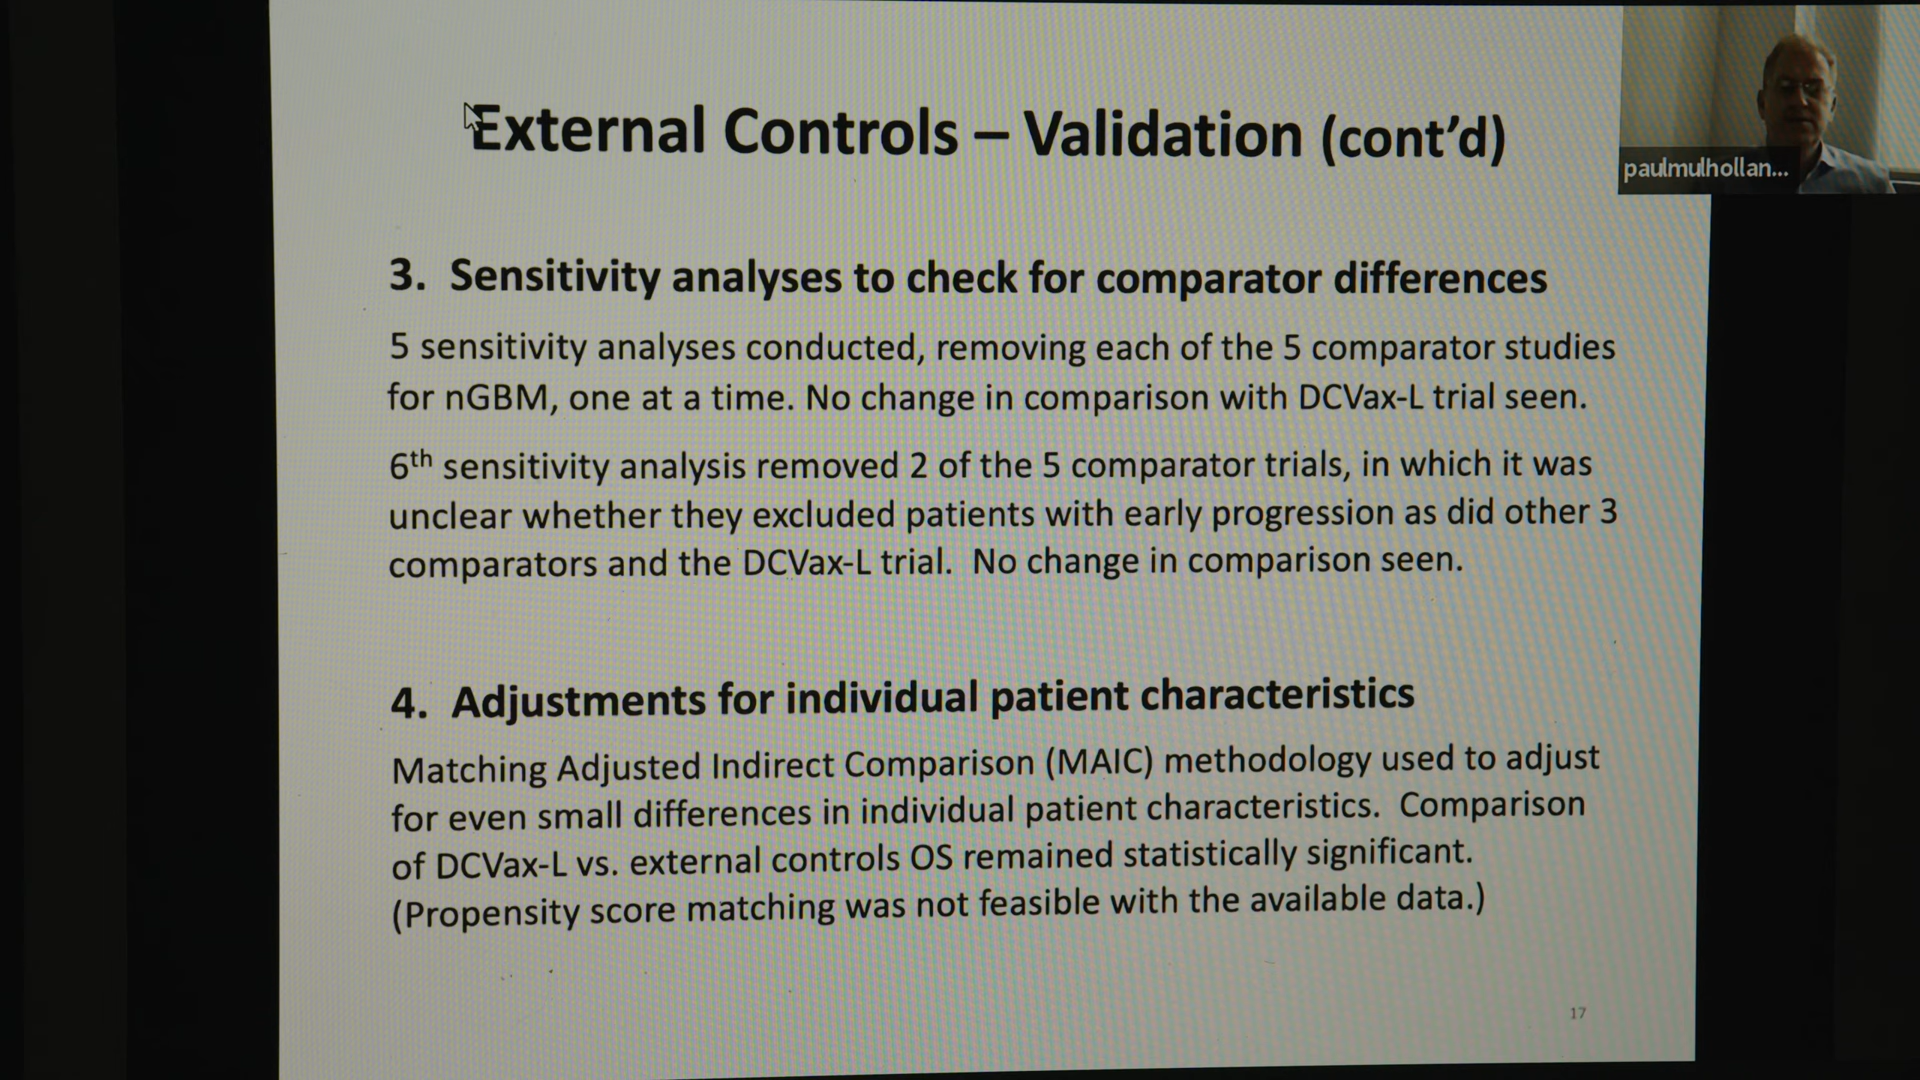 External Controls – Validation (cont’d)
paulmulhollan...
3.  Sensitivity analyses to check for comparator differences
5 sensitivity analyses conducted, removing each of the 5 comparator studies
for nGBM, one at a time. No change in comparison with DCVax-L trial seen.
6th sensitivity analysis removed 2 of the 5 comparator trials, in which it was
unclear whether they excluded patients with early progression as did other 3
comparators and the DCVax-L trial.  No change in comparison seen.
4.  Adjustments for individual patient characteristics
Matching Adjusted Indirect Comparison (MAIC) methodology used to adjust
for even small differences in individual patient characteristics.  Comparison
of DCVax-L vs. external controls OS remained statistically significant.
(Propensity score matching was not feasible with the available data.)
17